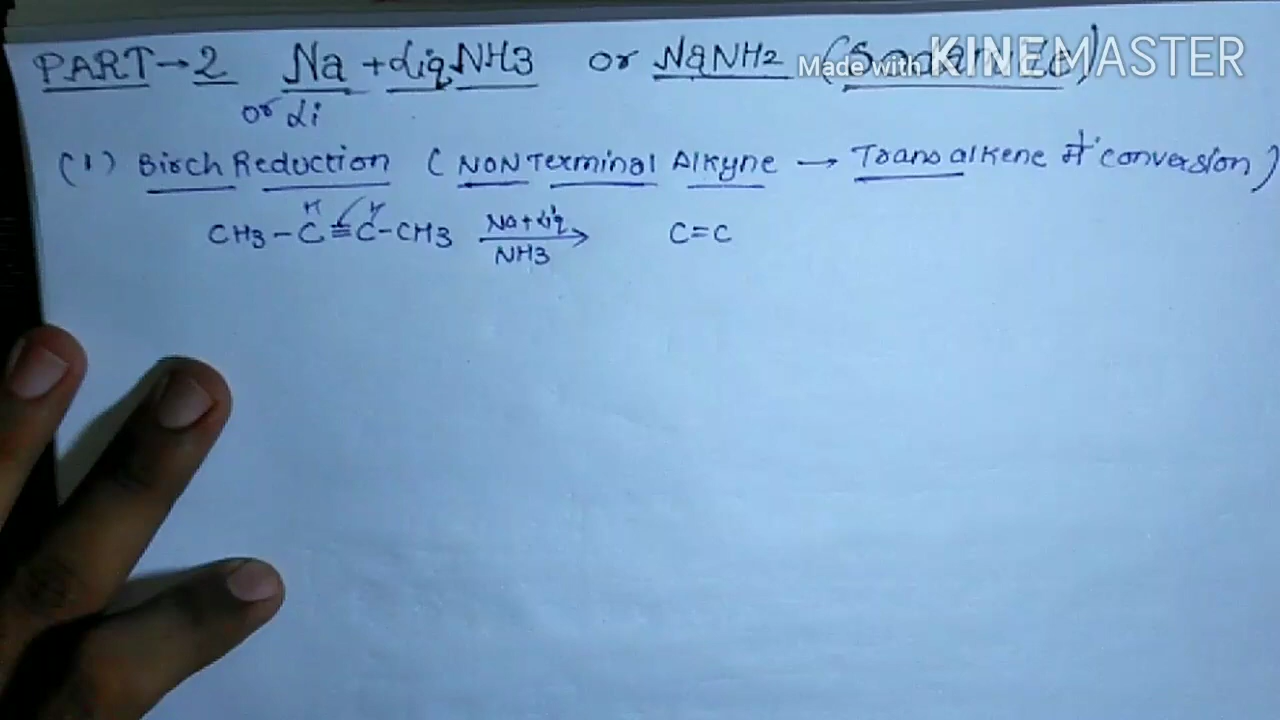 PART → 2 Na + Liq NH3 or NaNH2 (
Made with KINEMASTER
or Li
(1) Birch Reduction (NON Terminal Alkyne → Trans alkene में conversion)
H H
CH3 - C ≡ C - CH3 Na + Liq NH3 → C = C